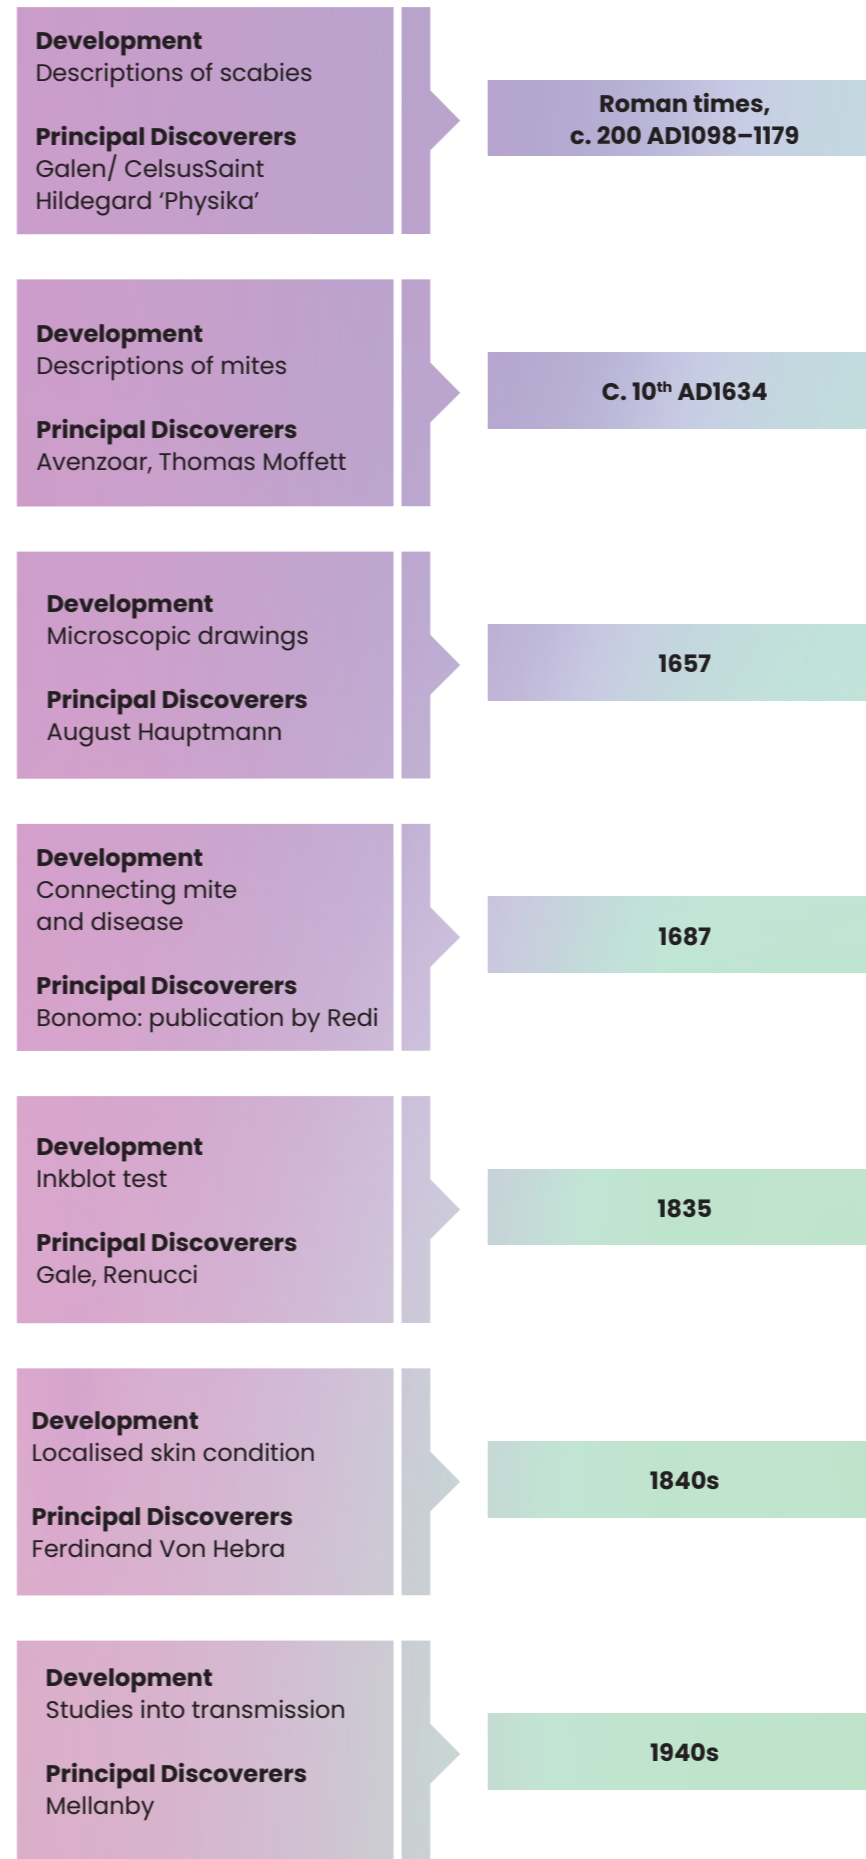 Development
Descriptions of scabies
Principal Discoverers
Galen/ CelsusSaint
Hildegard ‘Physika’
Roman times,
c. 200 AD1098–1179
Development
Descriptions of mites
Principal Discoverers
Avenzoar, Thomas Moffett
C. 10th AD1634
Development
Microscopic drawings
Principal Discoverers
August Hauptmann
1657
Development
Connecting mite
and disease
Principal Discoverers
Bonomo: publication by Redi
1687
Development
Inkblot test
Principal Discoverers
Gale, Renucci
1835
Development
Localised skin condition
Principal Discoverers
Ferdinand Von Hebra
1840s
Development
Studies into transmission
Principal Discoverers
Mellanby
1940s